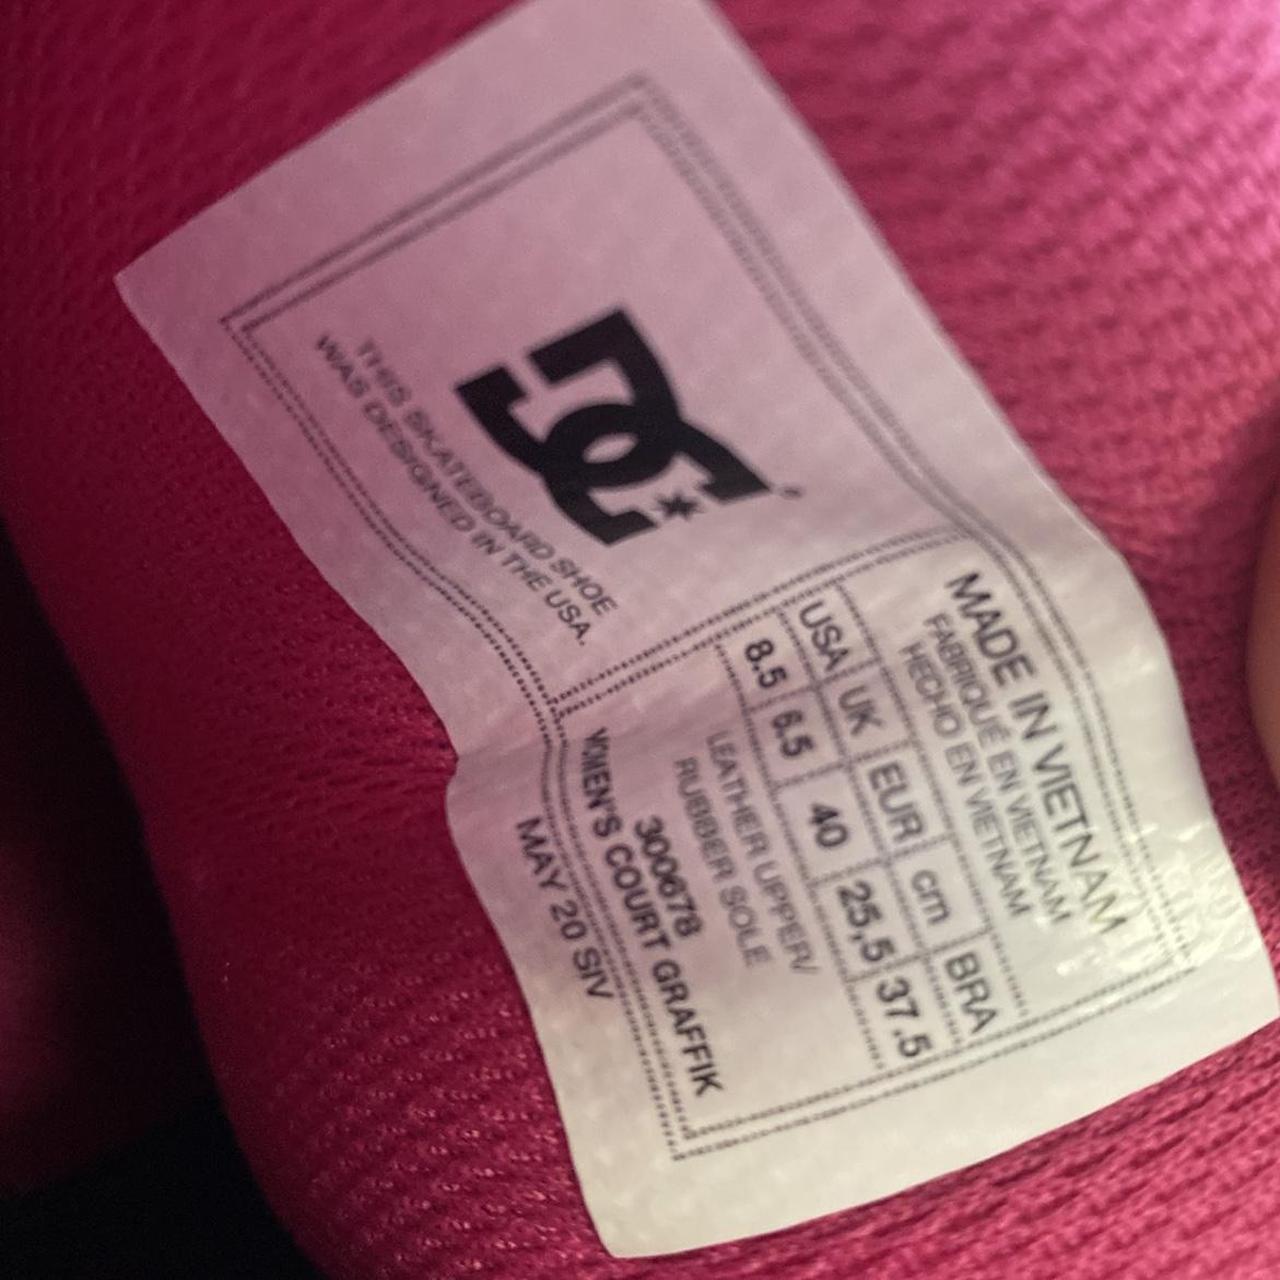 DC
THIS SKATEBOARD SHOE
WAS DESIGNED IN THE USA.
MADE IN VIETNAM
FABRIQUÉ EN VIETNAM
HECHO EN VIETNAM
USA UK EUR cm BRA
8.5 6.5 40 25,5 37.5
LEATHER UPPER/
RUBBER SOLE
300678
WOMEN'S COURT GRAFFIK
MAY 20 SIV